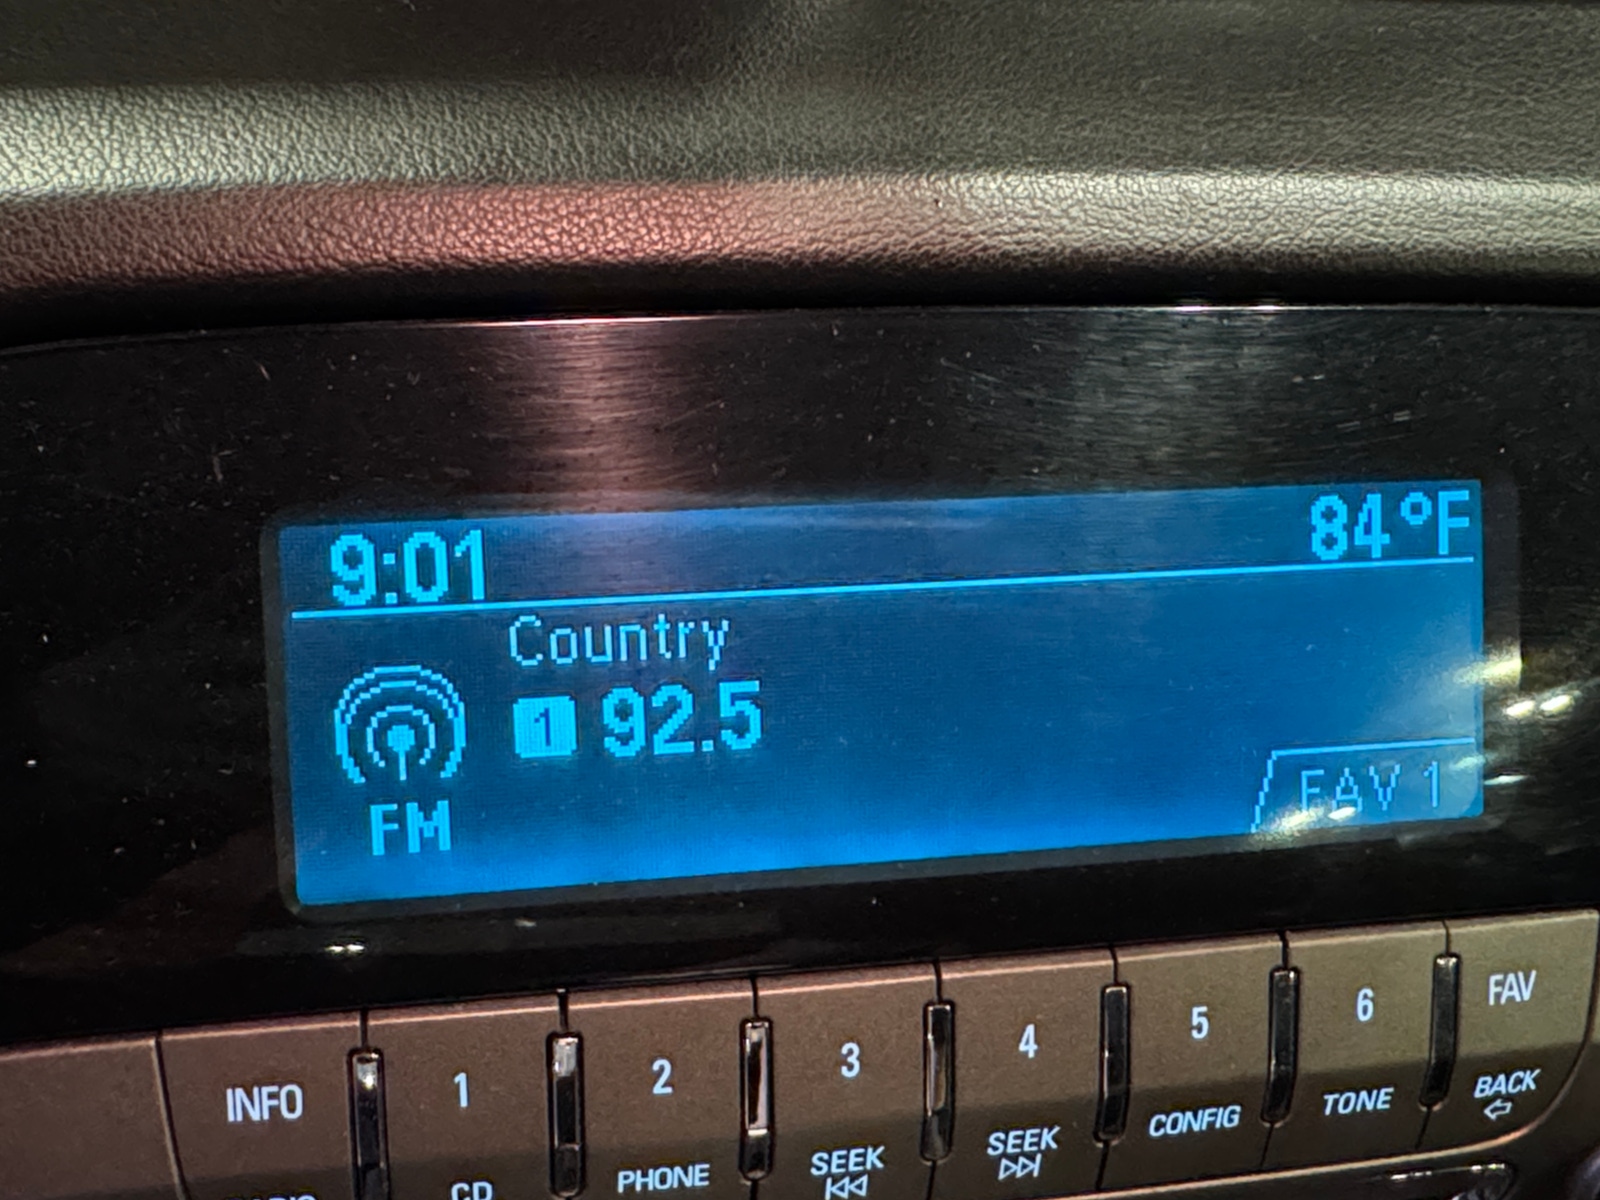 9:01 84°F
Country
1 92.5
FM
FAV 1
INFO 1 2 3 4 5 6 FAV
CD PHONE SEEK SEEK CONFIG TONE BACK